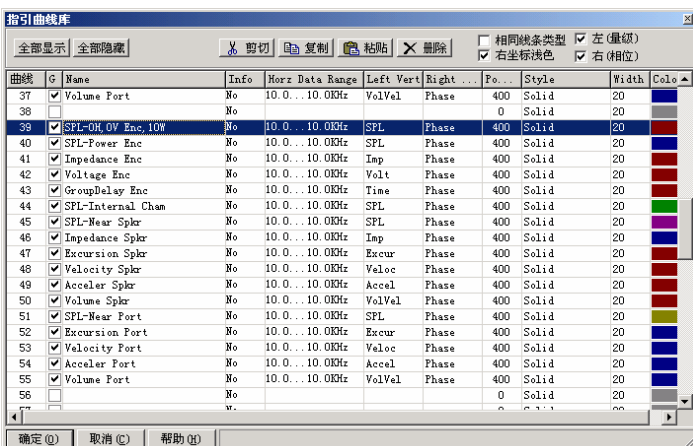 指引曲线库
全部显示 全部隐藏 剪切 复制 粘贴 删除 相同线条类型 左(量级)
右坐标浅色 右(相位)
曲线 G Name Info Horz Data Range Left Vert Right ... Po... Style Width Colo
37 Volume Port No 10.0...10.0KHz VolVel Phase 400 Solid 20
38 No 0 Solid 20
39 SPL-OH,OV Enc,10W No 10.0...10.0KHz SPL Phase 400 Solid 20
40 SPL-Power Enc No 10.0...10.0KHz SPL Phase 400 Solid 20
41 Impedance Enc No 10.0...10.0KHz Imp Phase 400 Solid 20
42 Voltage Enc No 10.0...10.0KHz Volt Phase 400 Solid 20
43 GroupDelay Enc No 10.0...10.0KHz Time Phase 400 Solid 20
44 SPL-Internal Cham No 10.0...10.0KHz SPL Phase 400 Solid 20
45 SPL-Near Spkr No 10.0...10.0KHz SPL Phase 400 Solid 20
46 Impedance Spkr No 10.0...10.0KHz Imp Phase 400 Solid 20
47 Excursion Spkr No 10.0...10.0KHz Excur Phase 400 Solid 20
48 Velocity Spkr No 10.0...10.0KHz Veloc Phase 400 Solid 20
49 Acceler Spkr No 10.0...10.0KHz Accel Phase 400 Solid 20
50 Volume Spkr No 10.0...10.0KHz VolVel Phase 400 Solid 20
51 SPL-Near Port No 10.0...10.0KHz SPL Phase 400 Solid 20
52 Excursion Port No 10.0...10.0KHz Excur Phase 400 Solid 20
53 Velocity Port No 10.0...10.0KHz Veloc Phase 400 Solid 20
54 Acceler Port No 10.0...10.0KHz Accel Phase 400 Solid 20
55 Volume Port No 10.0...10.0KHz VolVel Phase 400 Solid 20
56 No 0 Solid 20
确定(O) 取消(C) 帮助(H)